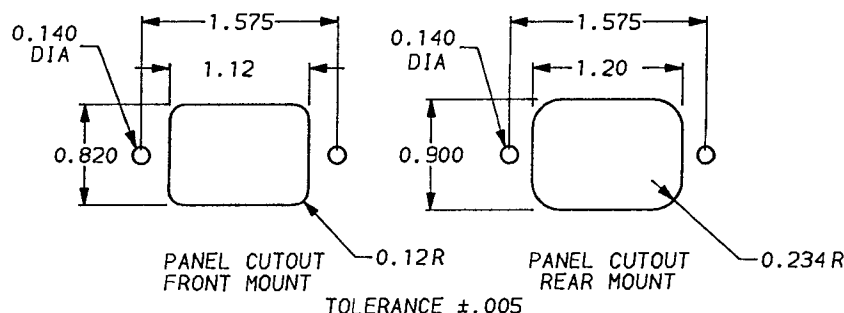 1.575
0.140
DIA
1.12
0.820
0.12R
PANEL CUTOUT
FRONT MOUNT
1.575
0.140
DIA
1.20
0.900
0.234R
PANEL CUTOUT
REAR MOUNT
TOLERANCE ±.005